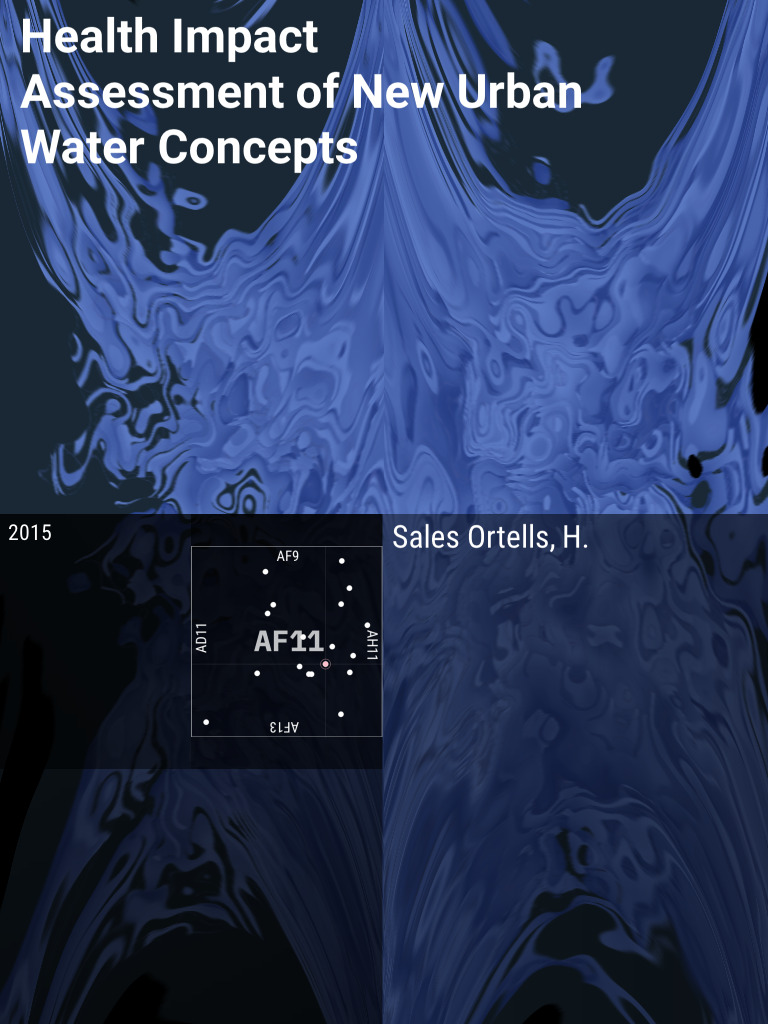 Health Impact
Assessment of New Urban
Water Concepts
2015
Sales Ortells, H.
AF9
AD11
AF11
AH11
AF13